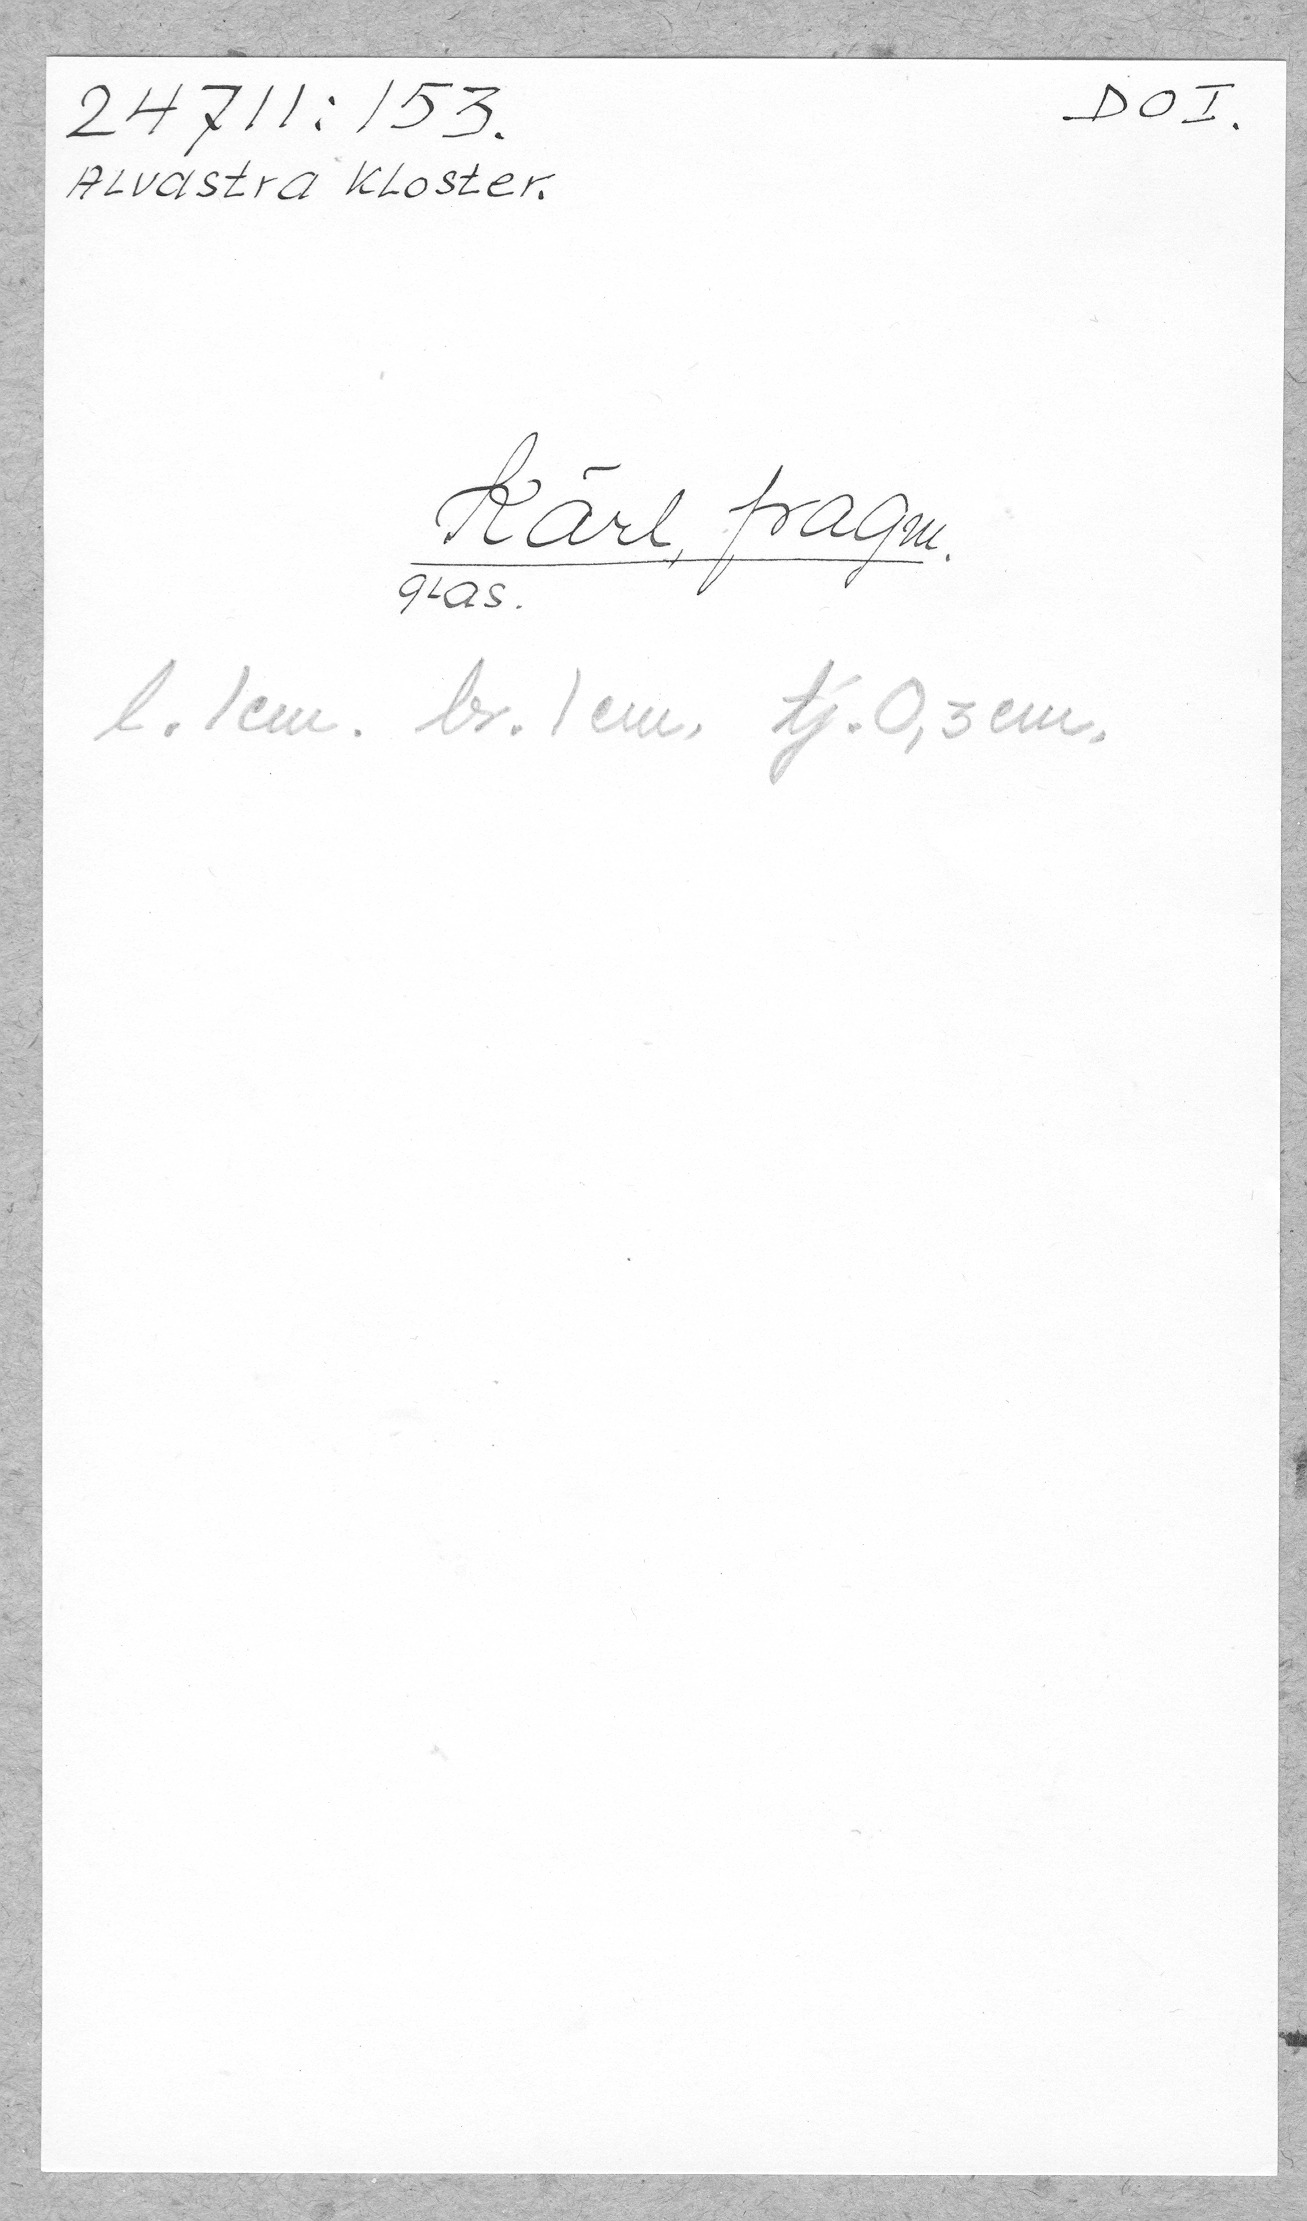 24711:153. DOI.
Alvastra Kloster.
Kärl, fragm.
glas.
l. 1cm. br. 1cm. tj. 0,3cm.